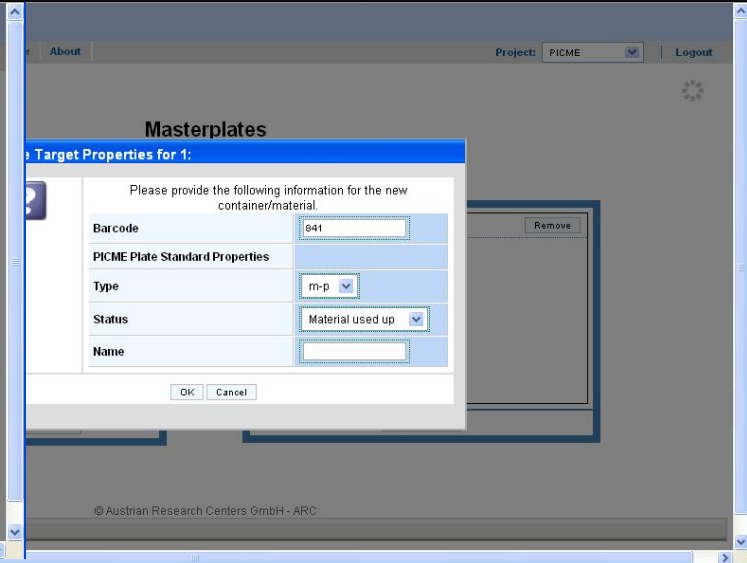 About
Project: PICME
Logout
Masterplates
Target Properties for 1:
Please provide the following information for the new
container/material.
Barcode 841
PICME Plate Standard Properties
Type m-p
Status Material used up
Name
OK Cancel
Remove
© Austrian Research Centers GmbH - ARC